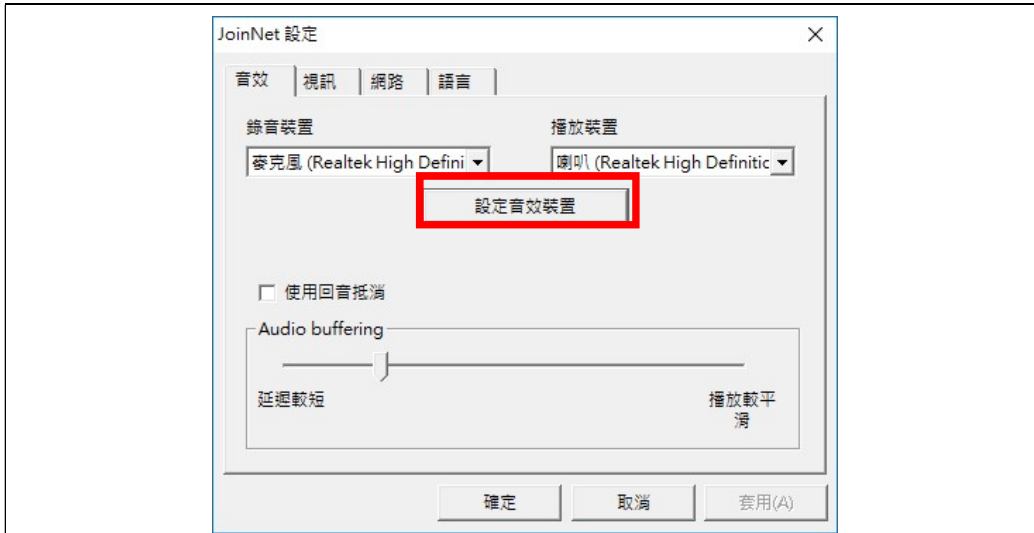 JoinNet 設定
音效 視訊 網路 語言
錄音裝置 播放裝置
麥克風 (Realtek High Defini 喇叭 (Realtek High Definitic
設定音效裝置
使用回音抵消
Audio buffering
延遲較短 播放較平
滑
確定 取消 套用(A)